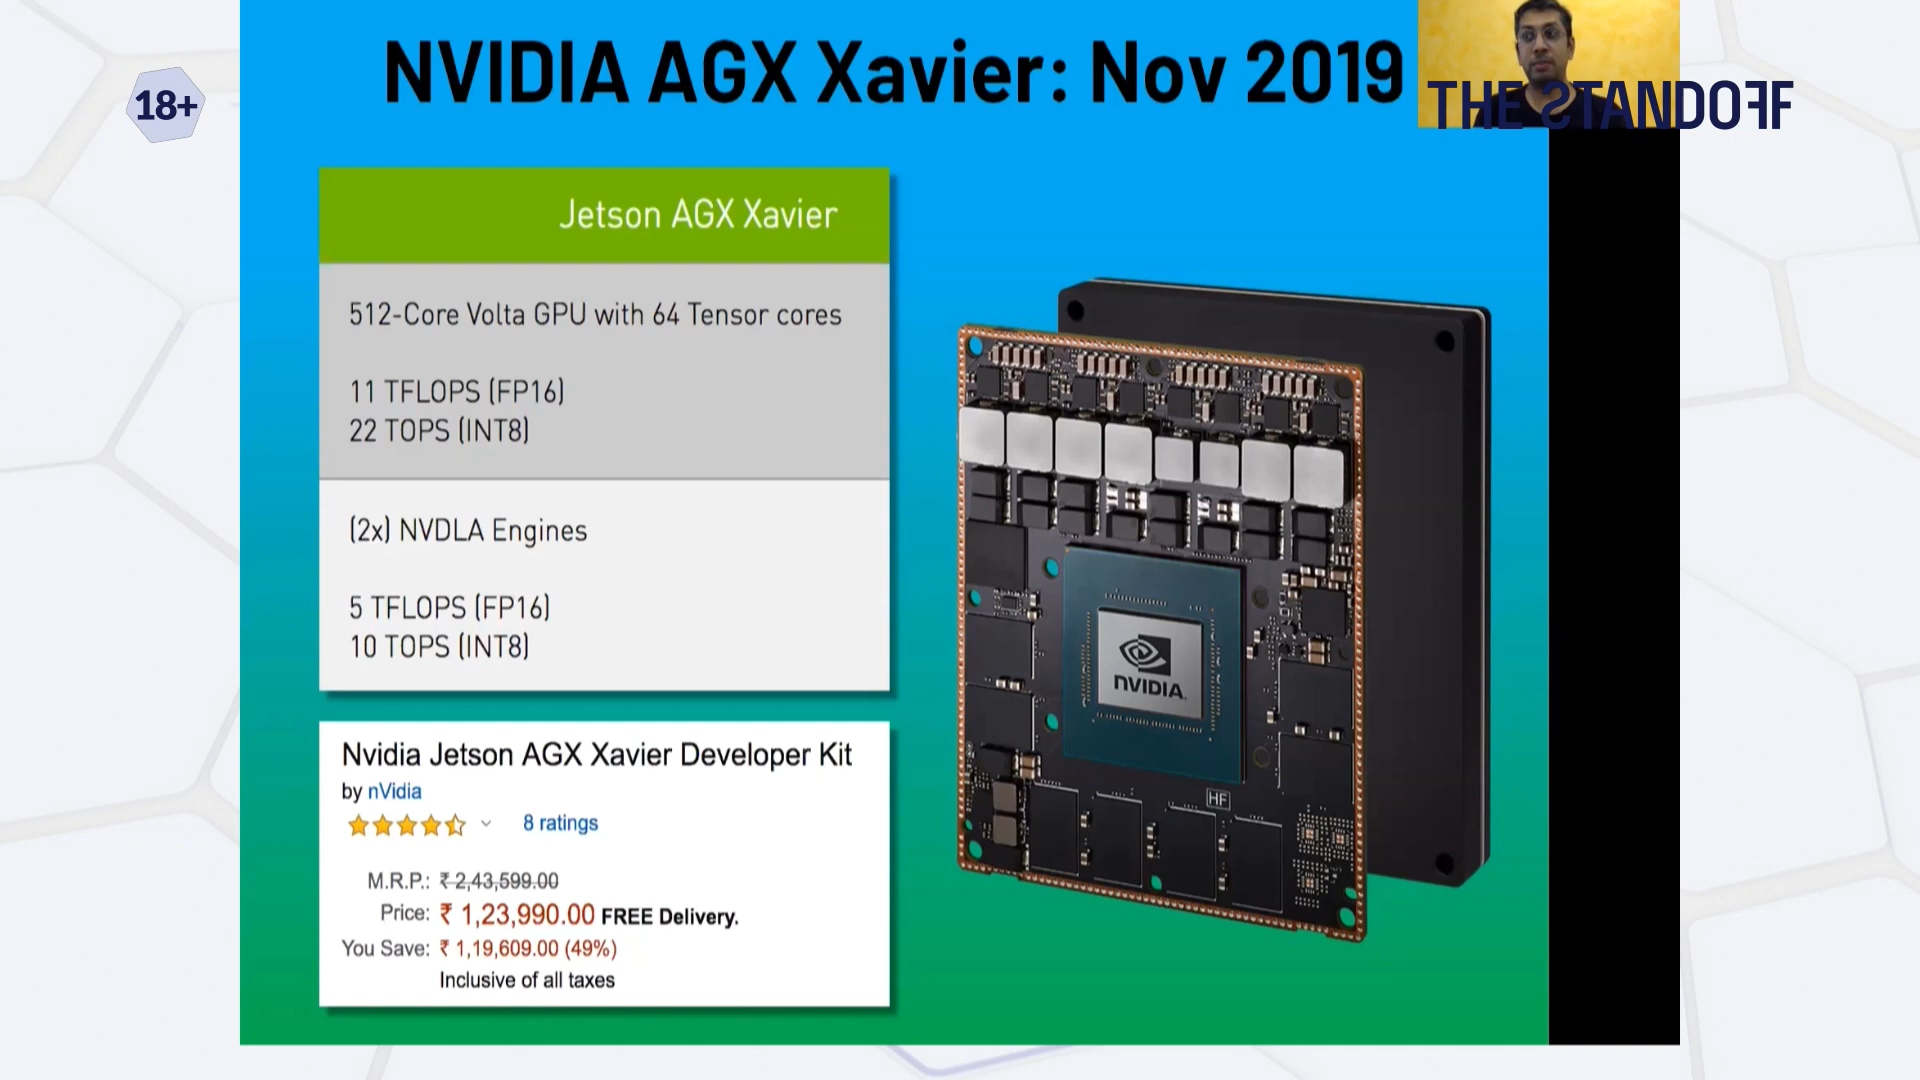 NVIDIA AGX Xavier: Nov 2019
18+
THE STANDOFF
Jetson AGX Xavier
512-Core Volta GPU with 64 Tensor cores
11 TFLOPS (FP16)
22 TOPS (INT8)
(2x) NVDLA Engines
5 TFLOPS (FP16)
10 TOPS (INT8)
Nvidia Jetson AGX Xavier Developer Kit
by nVidia
8 ratings
M.R.P.: ₹ 2,43,599.00
Price: ₹ 1,23,990.00 FREE Delivery.
You Save: ₹ 1,19,609.00 (49%)
Inclusive of all taxes
NVIDIA
HF